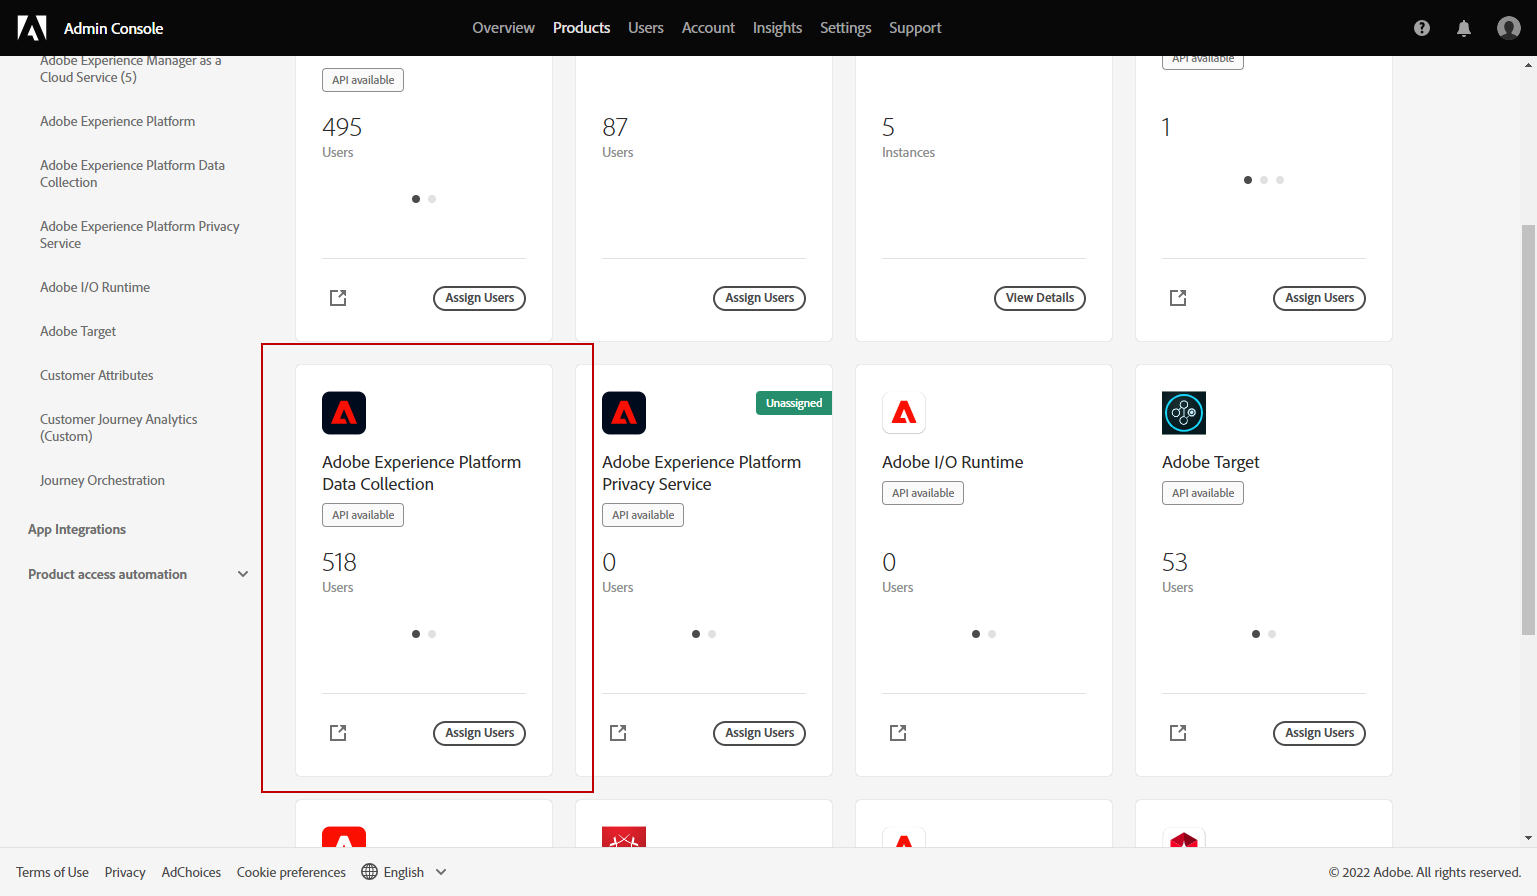 Admin Console
Overview
Products
Users
Account
Insights
Settings
Support
Adobe Experience Manager as a
Cloud Service (5)
Adobe Experience Platform
Adobe Experience Platform Data
Collection
Adobe Experience Platform Privacy
Service
Adobe I/O Runtime
Adobe Target
Customer Attributes
Customer Journey Analytics
(Custom)
Journey Orchestration
App Integrations
Product access automation
API available
495
Users
Assign Users
87
Users
Assign Users
5
Instances
View Details
API available
1
Assign Users
Adobe Experience Platform
Data Collection
API available
518
Users
Assign Users
Unassigned
Adobe Experience Platform
Privacy Service
API available
0
Users
Assign Users
Adobe I/O Runtime
API available
0
Users
Adobe Target
API available
53
Users
Assign Users
Terms of Use
Privacy
AdChoices
Cookie preferences
English
© 2022 Adobe. All rights reserved.